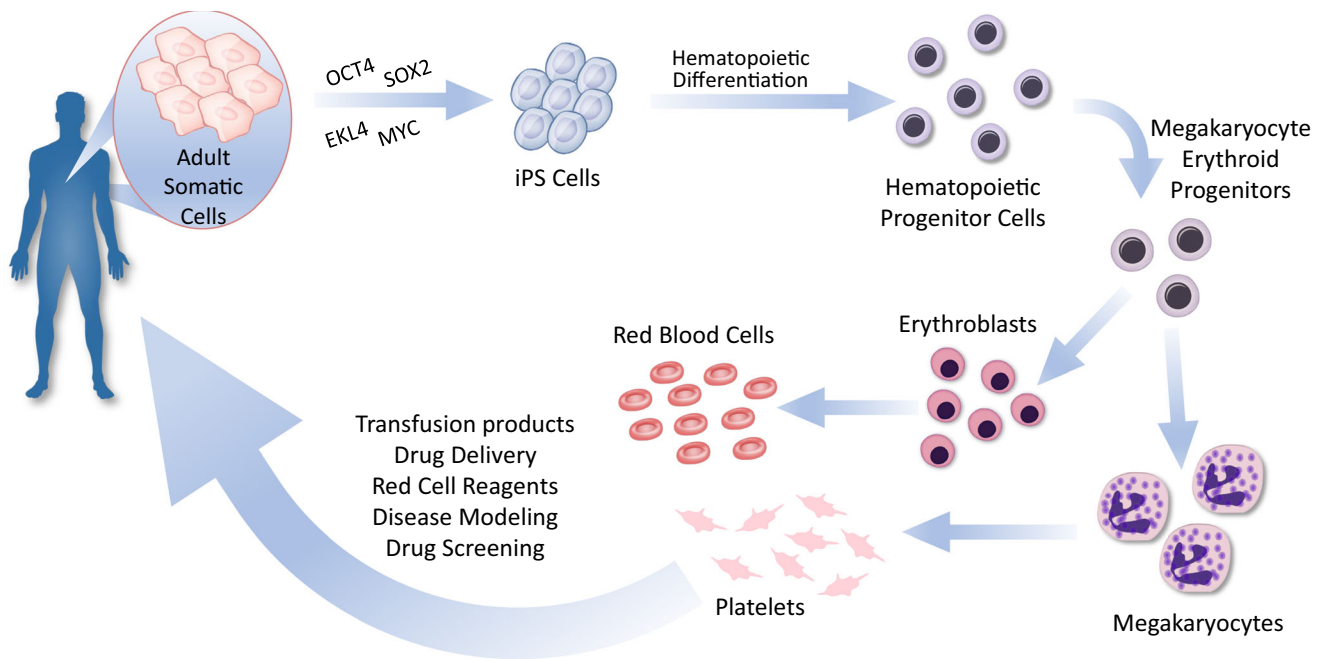 Adult
Somatic
Cells
OCT4 SOX2
EKL4 MYC
iPS Cells
Hematopoietic
Differentiation
Hematopoietic
Progenitor Cells
Megakaryocyte
Erythroid
Progenitors
Erythroblasts
Red Blood Cells
Megakaryocytes
Platelets
Transfusion products
Drug Delivery
Red Cell Reagents
Disease Modeling
Drug Screening